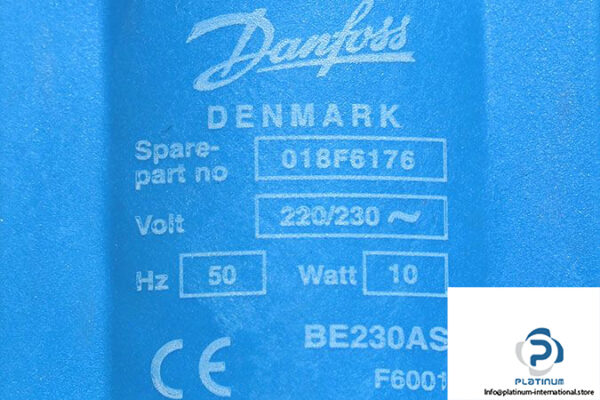 Danfoss
DENMARK
Spare-
part no
018F6176
Volt
220/230 ~
Hz 50 Watt 10
BE230AS
CE
F6001
PLATINUM
Info@platinum-international.store